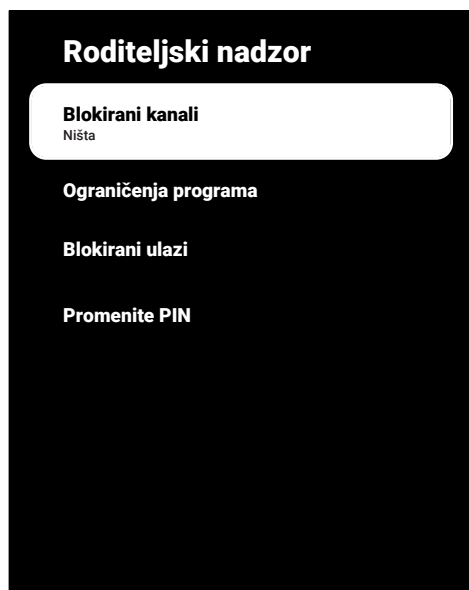 Roditeljski nadzor
Blokirani kanali
Ništa
Ograničenja programa
Blokirani ulazi
Promenite PIN